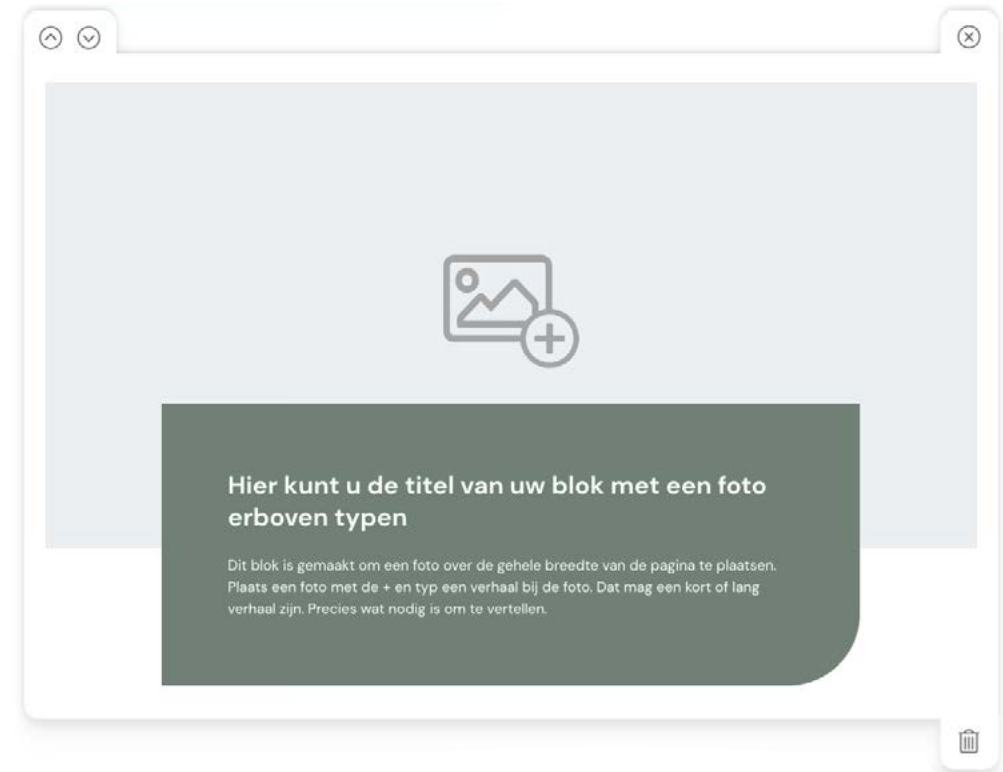 Hier kunt u de titel van uw blok met een foto
erboven typen
Dit blok is gemaakt om een foto over de gehele breedte van de pagina te plaatsen.
Plaats een foto met de + en typ een verhaal bij de foto. Dat mag een kort of lang
verhaal zijn. Precies wat nodig is om te vertellen.